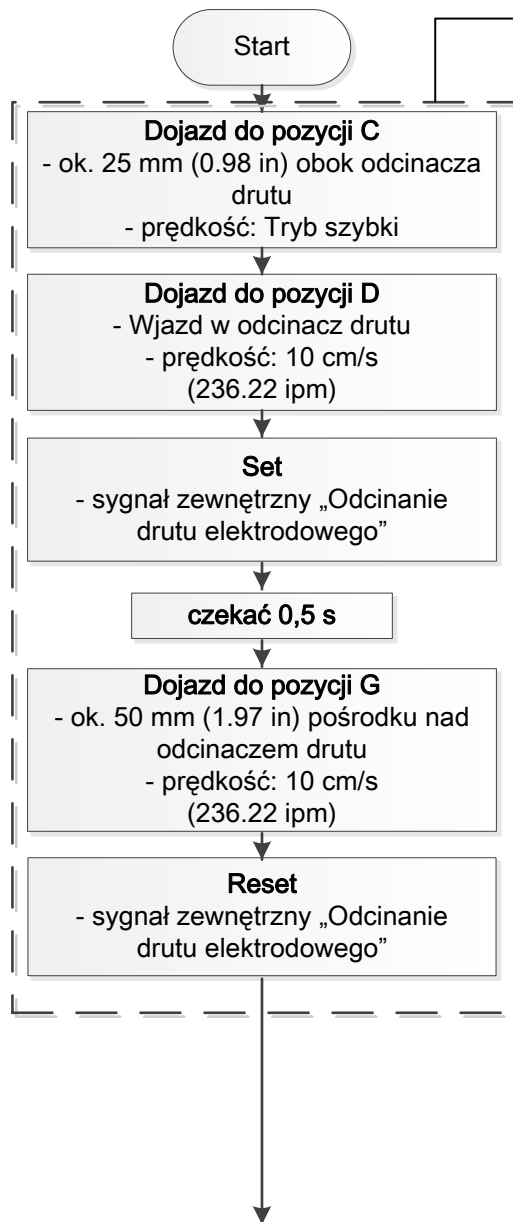 Start
Dojazd do pozycji C
- ok. 25 mm (0.98 in) obok odcinacza
drutu
- prędkość: Tryb szybki
Dojazd do pozycji D
- Wjazd w odcinacz drutu
- prędkość: 10 cm/s
(236.22 ipm)
Set
- sygnał zewnętrzny „Odcinanie
drutu elektrodowego”
czekać 0,5 s
Dojazd do pozycji G
- ok. 50 mm (1.97 in) pośrodku nad
odcinaczem drutu
- prędkość: 10 cm/s
(236.22 ipm)
Reset
- sygnał zewnętrzny „Odcinanie
drutu elektrodowego”